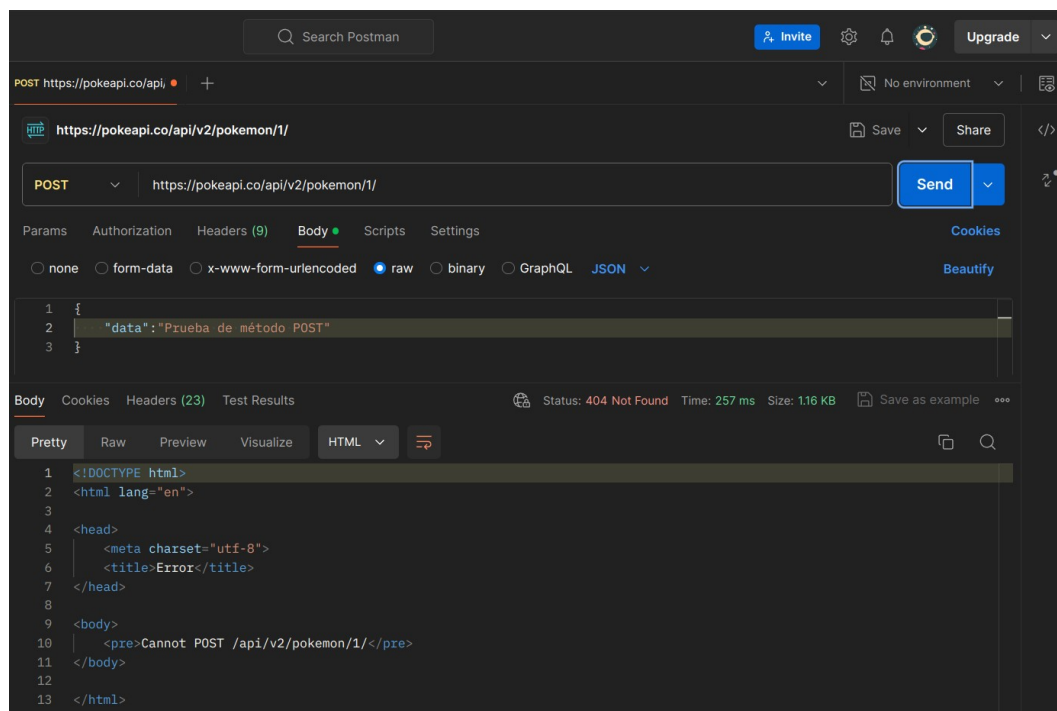 Search Postman
Invite
Upgrade
POST https://pokeapi.co/api/
No environment
HTTP https://pokeapi.co/api/v2/pokemon/1/
Save
Share
POST
https://pokeapi.co/api/v2/pokemon/1/
Send
Params Authorization Headers (9) Body Scripts Settings
Cookies
none form-data x-www-form-urlencoded raw binary GraphQL JSON
Beautify
1 {
2 "data":"Prueba de método POST"
3 }
Body Cookies Headers (23) Test Results
Status: 404 Not Found Time: 257 ms Size: 1.16 KB
Save as example
Pretty Raw Preview Visualize HTML
1 <!DOCTYPE html>
2 <html lang="en">
3
4 <head>
5 <meta charset="utf-8">
6 <title>Error</title>
7 </head>
8
9 <body>
10 <pre>Cannot POST /api/v2/pokemon/1/</pre>
11 </body>
12
13 </html>